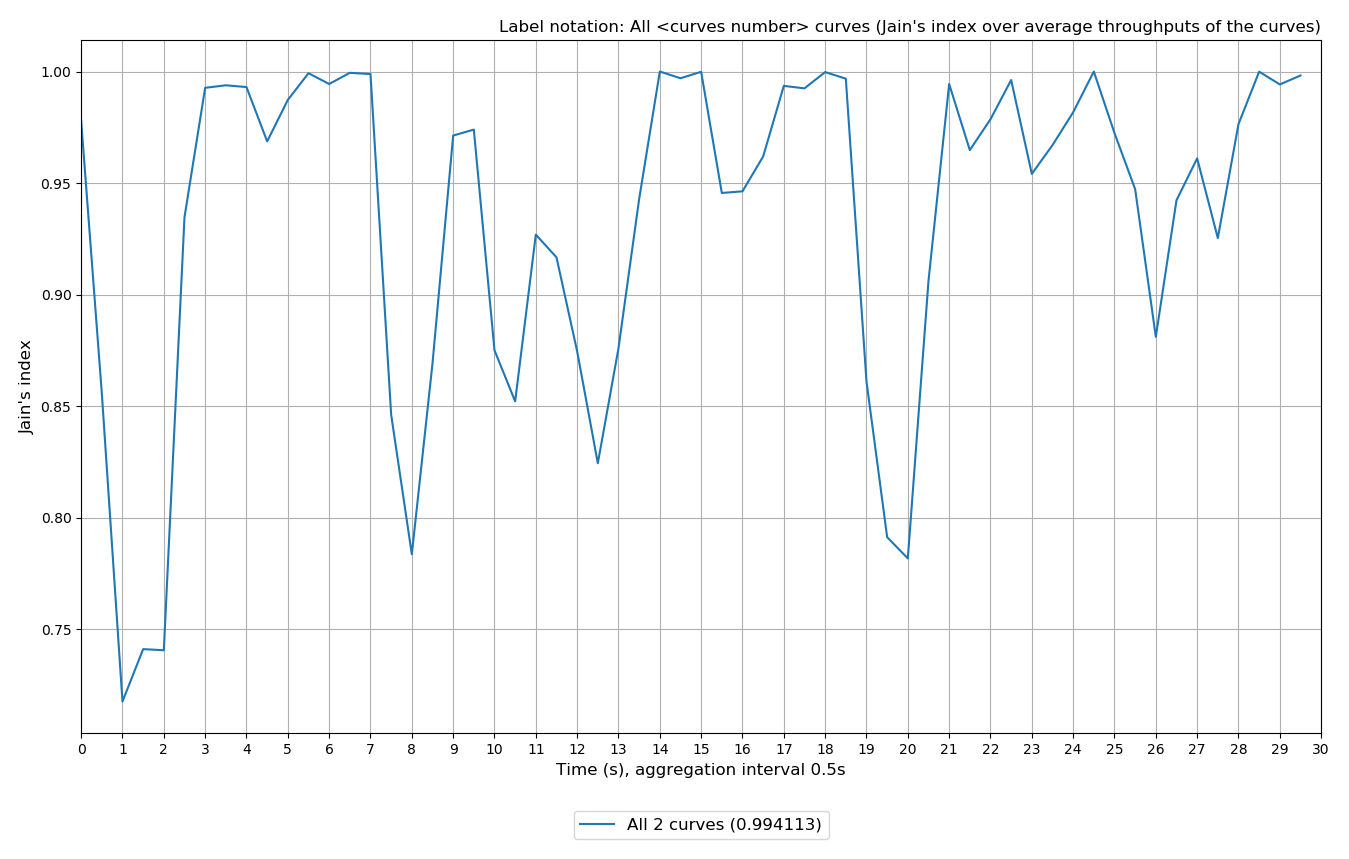 Label notation: All <curves number> curves (Jain's index over average throughputs of the curves)
1.00
0.95
0.90
0.85
0.80
0.75
Jain's index
0 1 2 3 4 5 6 7 8 9 10 11 12 13 14 15 16 17 18 19 20 21 22 23 24 25 26 27 28 29 30
Time (s), aggregation interval 0.5s
All 2 curves (0.994113)